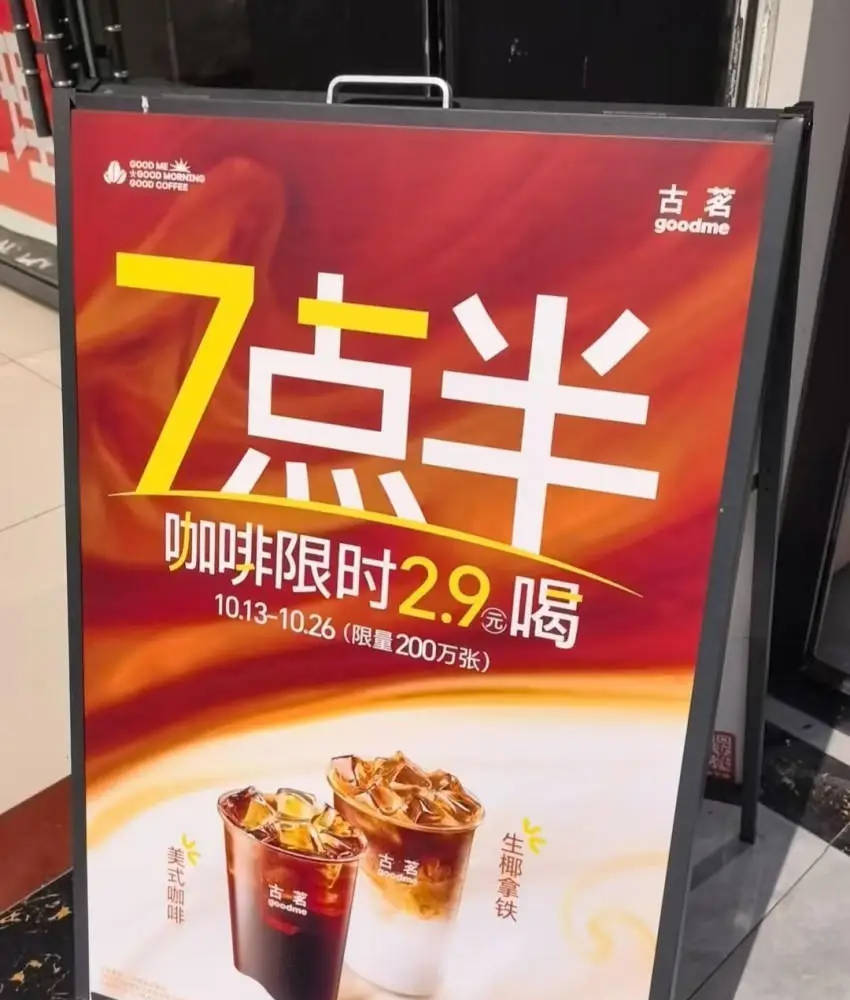 GOOD ME
☆GOOD MORNING
GOOD COFFEE
古茗
goodme
7点半
咖啡限时2.9元喝
10.13-10.26（限量200万张）
美式咖啡
古茗
goodme
古茗
goodme
生椰拿铁